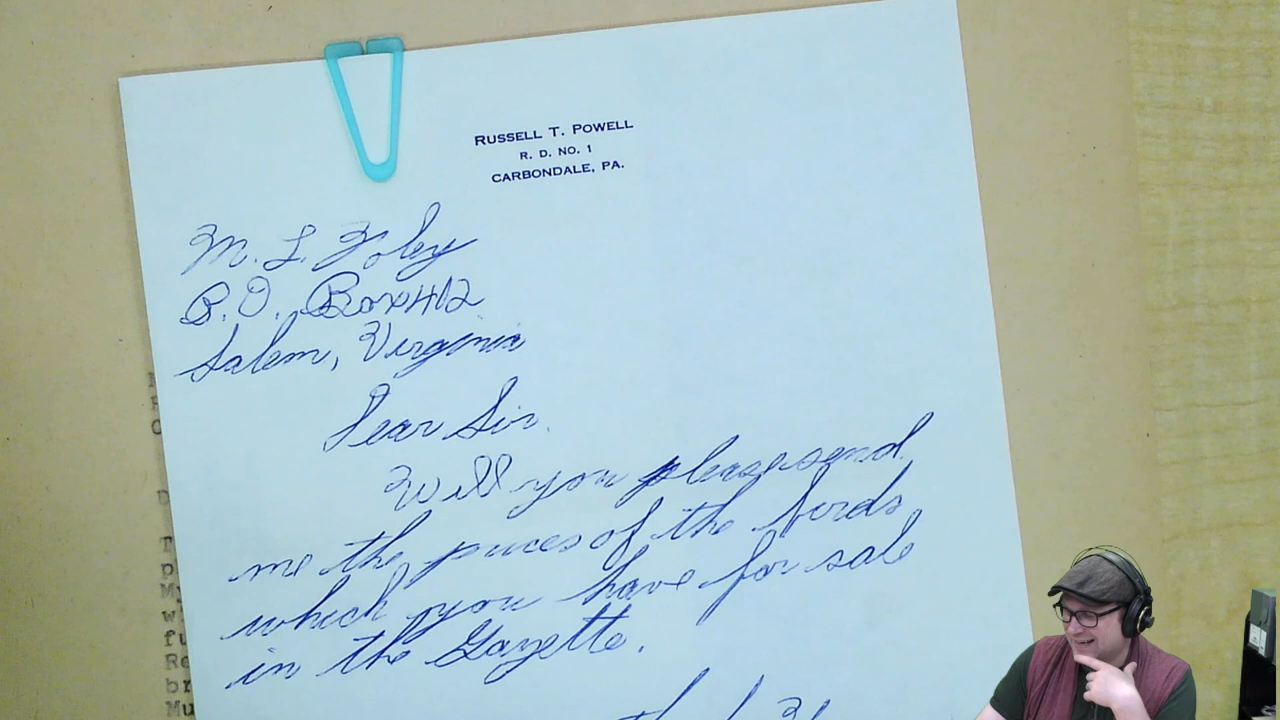 RUSSELL T. POWELL
R. D. NO. 1
CARBONDALE, PA.
M. L. Foley
P.O. Box 412
Salem, Virginia
Dear Sir.
Will you please send
me the prices of the birds
which you have for sale
in the Gazette.